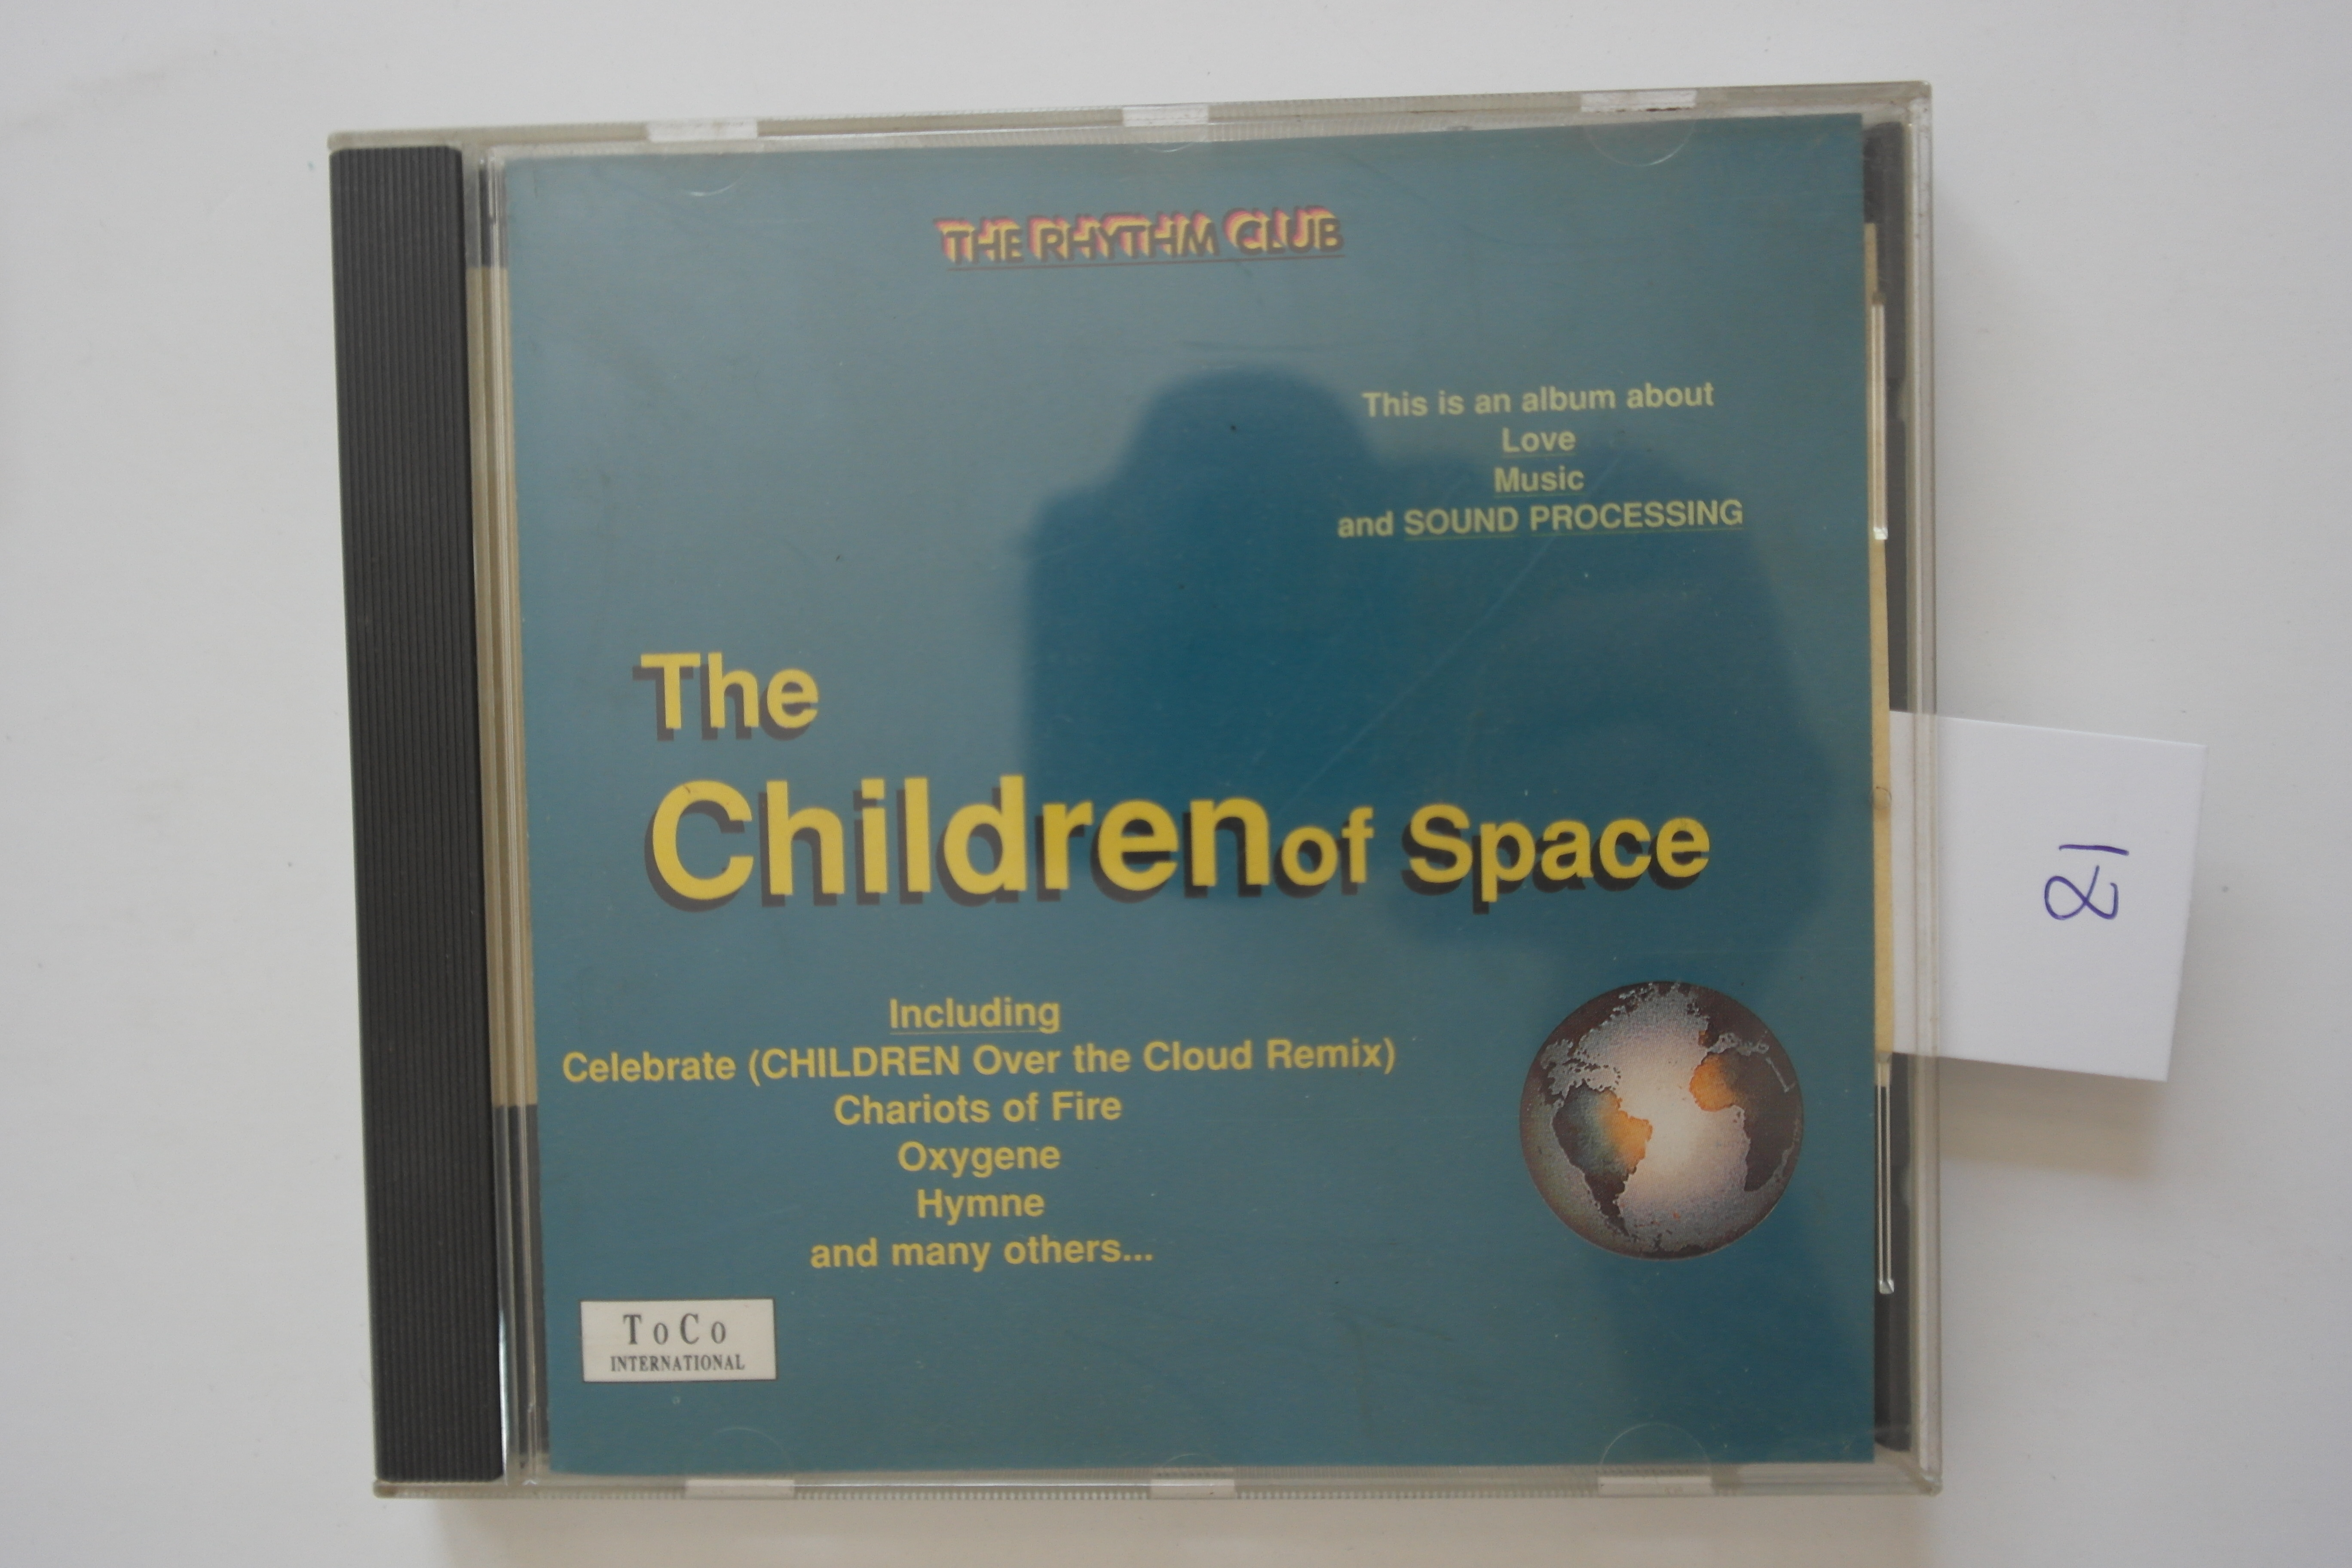 THE RHYTHM CLUB
This is an album about
Love
Music
and SOUND PROCESSING
The
Children of Space
Including
Celebrate (CHILDREN Over the Cloud Remix)
Chariots of Fire
Oxygene
Hymne
and many others...
ToCo
INTERNATIONAL
81